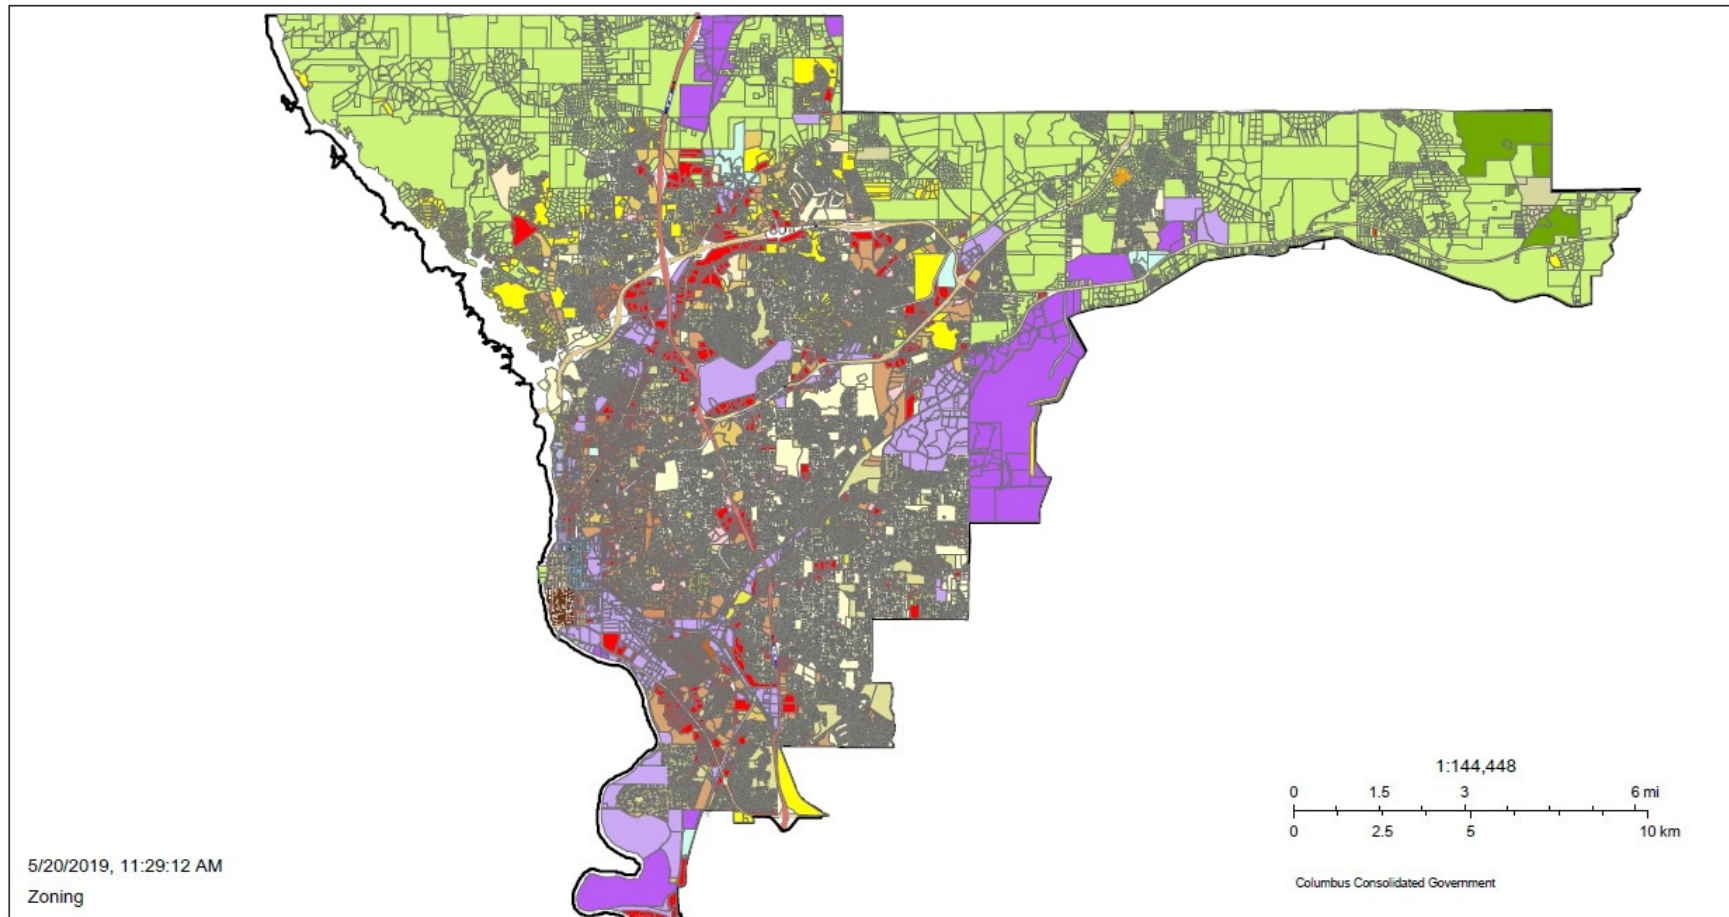 1:144,448
0 1.5 3 6 mi
0 2.5 5 10 km
5/20/2019, 11:29:12 AM
Zoning
Columbus Consolidated Government